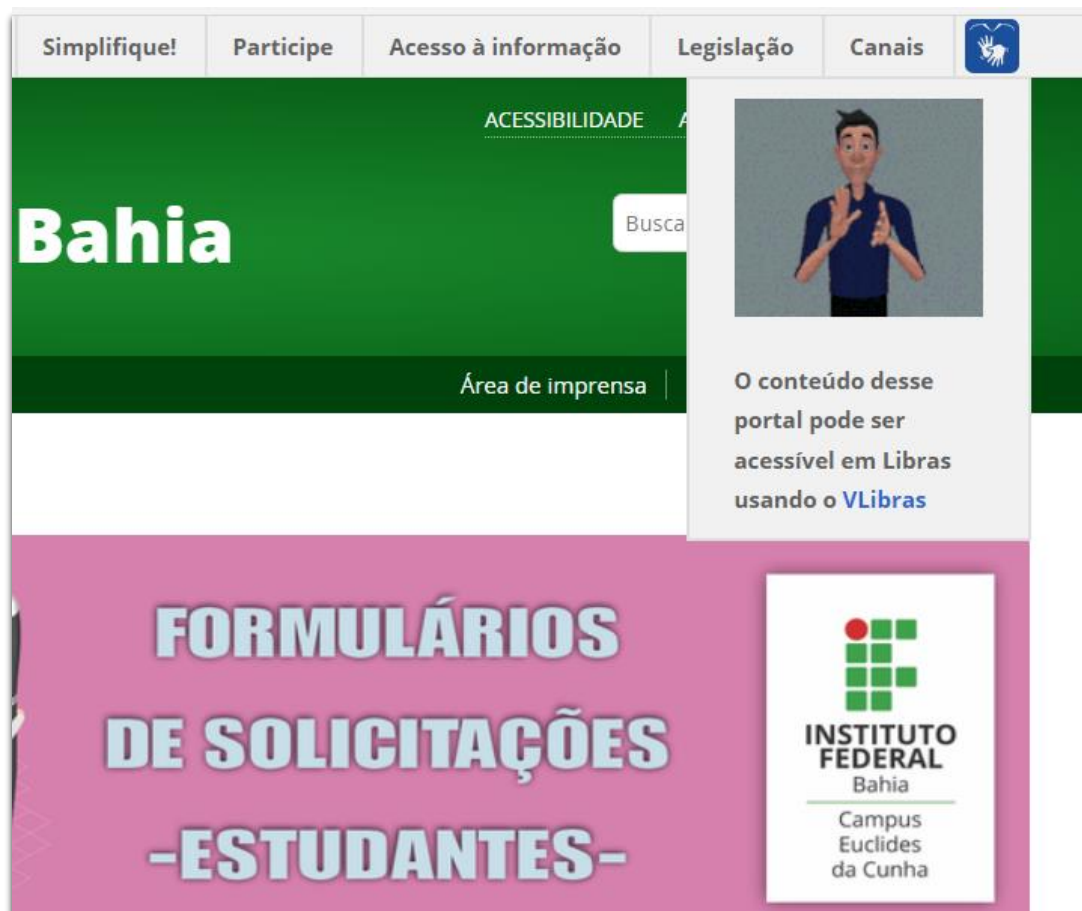 Simplifique! Participe Acesso à informação Legislação Canais
ACESSIBILIDADE A
Bahia
Busca
Área de imprensa
O conteúdo desse
portal pode ser
acessível em Libras
usando o VLibras
FORMULÁRIOS
DE SOLICITAÇÕES
-ESTUDANTES-
INSTITUTO
FEDERAL
Bahia
Campus
Euclides
da Cunha